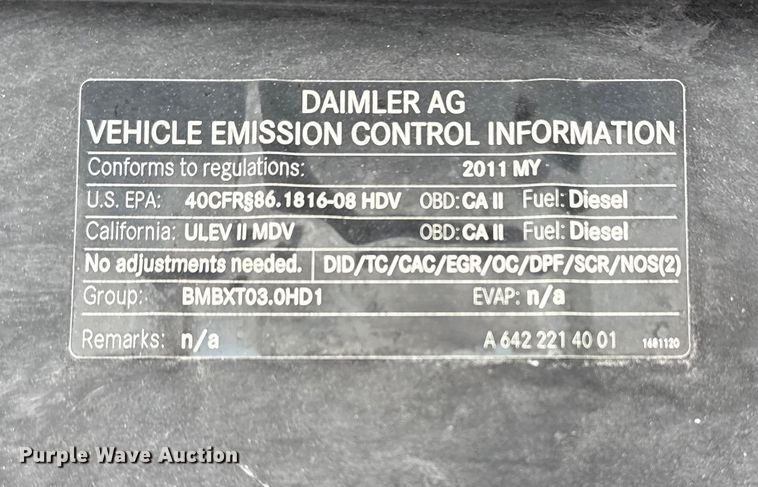 DAIMLER AG
VEHICLE EMISSION CONTROL INFORMATION
Conforms to regulations: 2011 MY
U.S. EPA: 40CFR§86.1816-08 HDV OBD: CA II Fuel: Diesel
California: ULEV II MDV OBD: CA II Fuel: Diesel
No adjustments needed. DID/TC/CAC/EGR/OC/DPF/SCR/NOS(2)
Group: BMBXT03.0HD1 EVAP: n/a
Remarks: n/a A 642 221 40 01 1681120
Purple Wave Auction